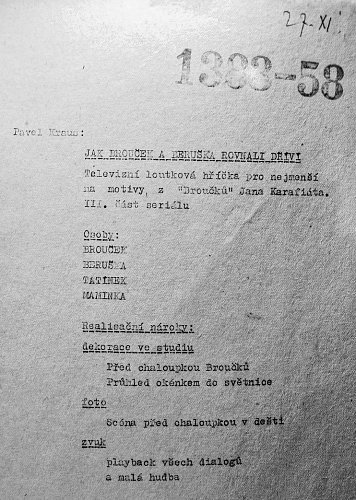 27.XI.
1383-58
Pavel Kraus:
JAK BROUČEK A BERUŠKA ROVNALI DŘÍVÍ
Televizní loutková hříčka pro nejmenší
na motivy, z "Broučků" Jana Karafiáta.
III. část seriálu
Osoby:
BROUČEK
BERUŠKA
TATÍNEK
MAMINKA
Realisační nároky:
dekorace ve studiu
Před chaloupkou Broučků
Průhled okénkem do světnice
foto
Scéna před chaloupkou v dešti
zvuk
playback všech dialogů
a malá hudba